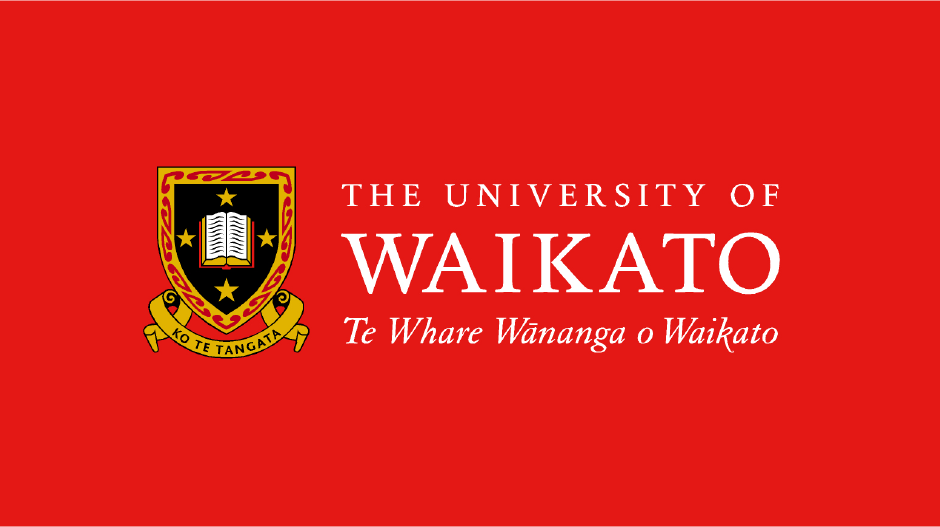 THE UNIVERSITY OF
WAIKATO
Te Whare Wānanga o Waikato
KO TE TANGATA